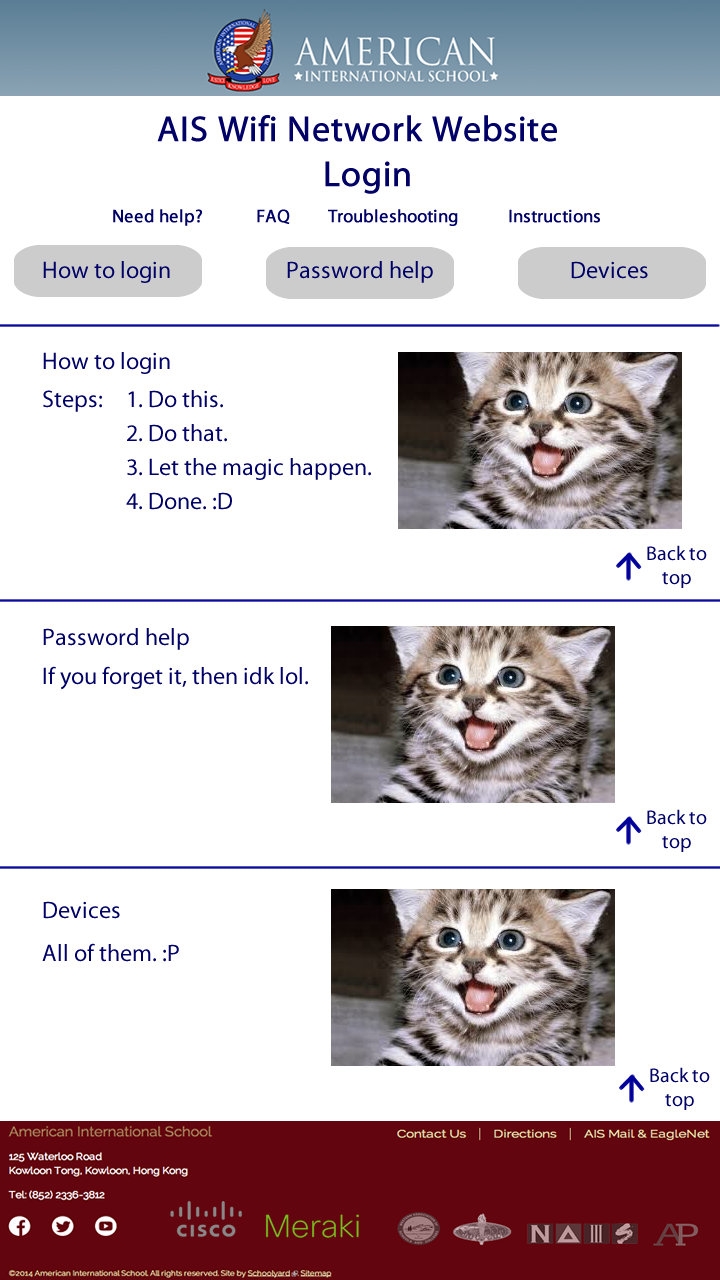 AMERICAN
INTERNATIONAL SCHOOL
KNOWLEDGE
AIS Wifi Network Website
Login
Need help? FAQ Troubleshooting Instructions
How to login Password help Devices
How to login
Steps: 1. Do this.
2. Do that.
3. Let the magic happen.
4. Done. :D
Back to
top
Password help
If you forget it, then idk lol.
Back to
top
Devices
All of them. :P
Back to
top
American International School
Contact Us | Directions | AIS Mail & EagleNet
125 Waterloo Road
Kowloon Tong, Kowloon, Hong Kong
Tel: (852) 2336-3812
CISCO Meraki NAIS AP
©2014 American International School. All rights reserved. Site by Schoolyard. Sitemap